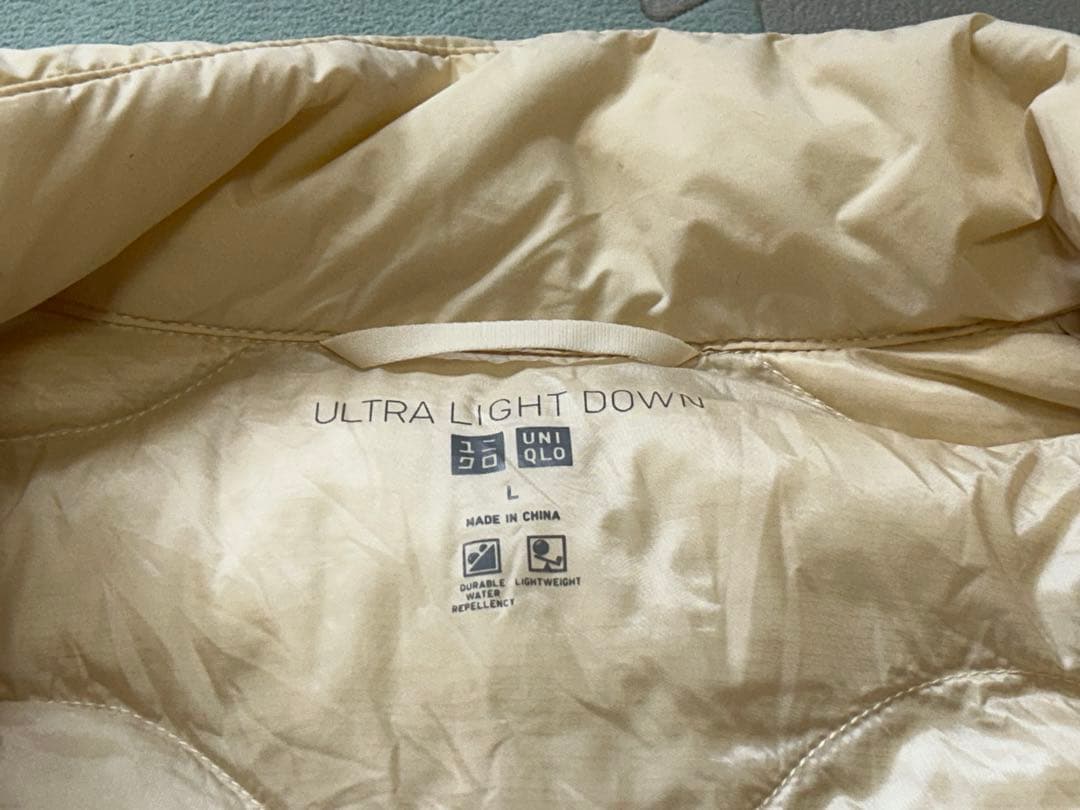 ULTRA LIGHT DOWN
ユニ
クロ
UNI
QLO
L
MADE IN CHINA
DURABLE
WATER
REPELLENCY
LIGHTWEIGHT